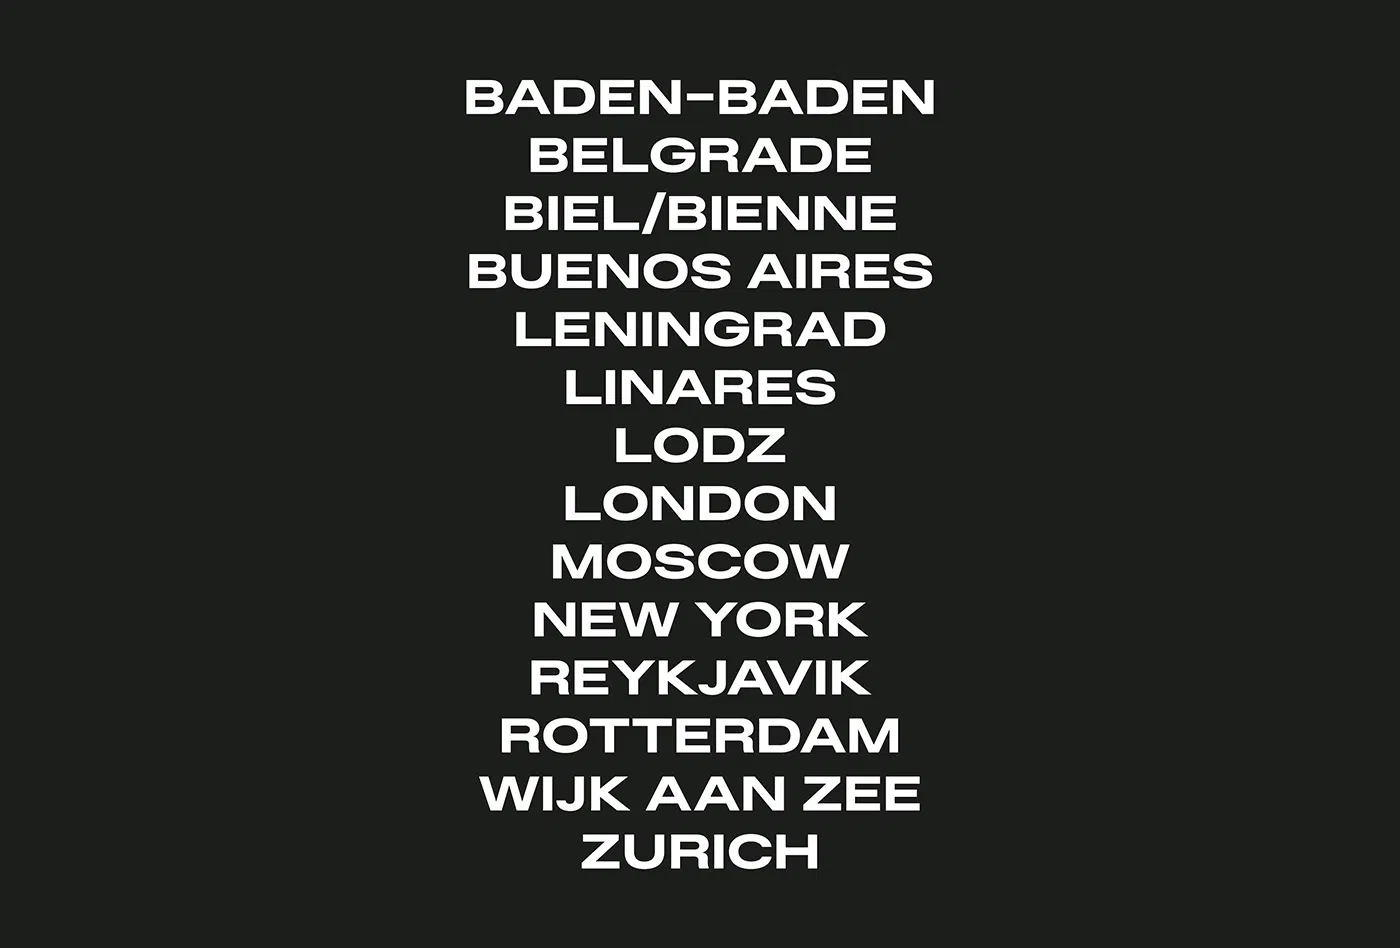 BADEN-BADEN
BELGRADE
BIEL/BIENNE
BUENOS AIRES
LENINGRAD
LINARES
LODZ
LONDON
MOSCOW
NEW YORK
REYKJAVIK
ROTTERDAM
WIJK AAN ZEE
ZURICH